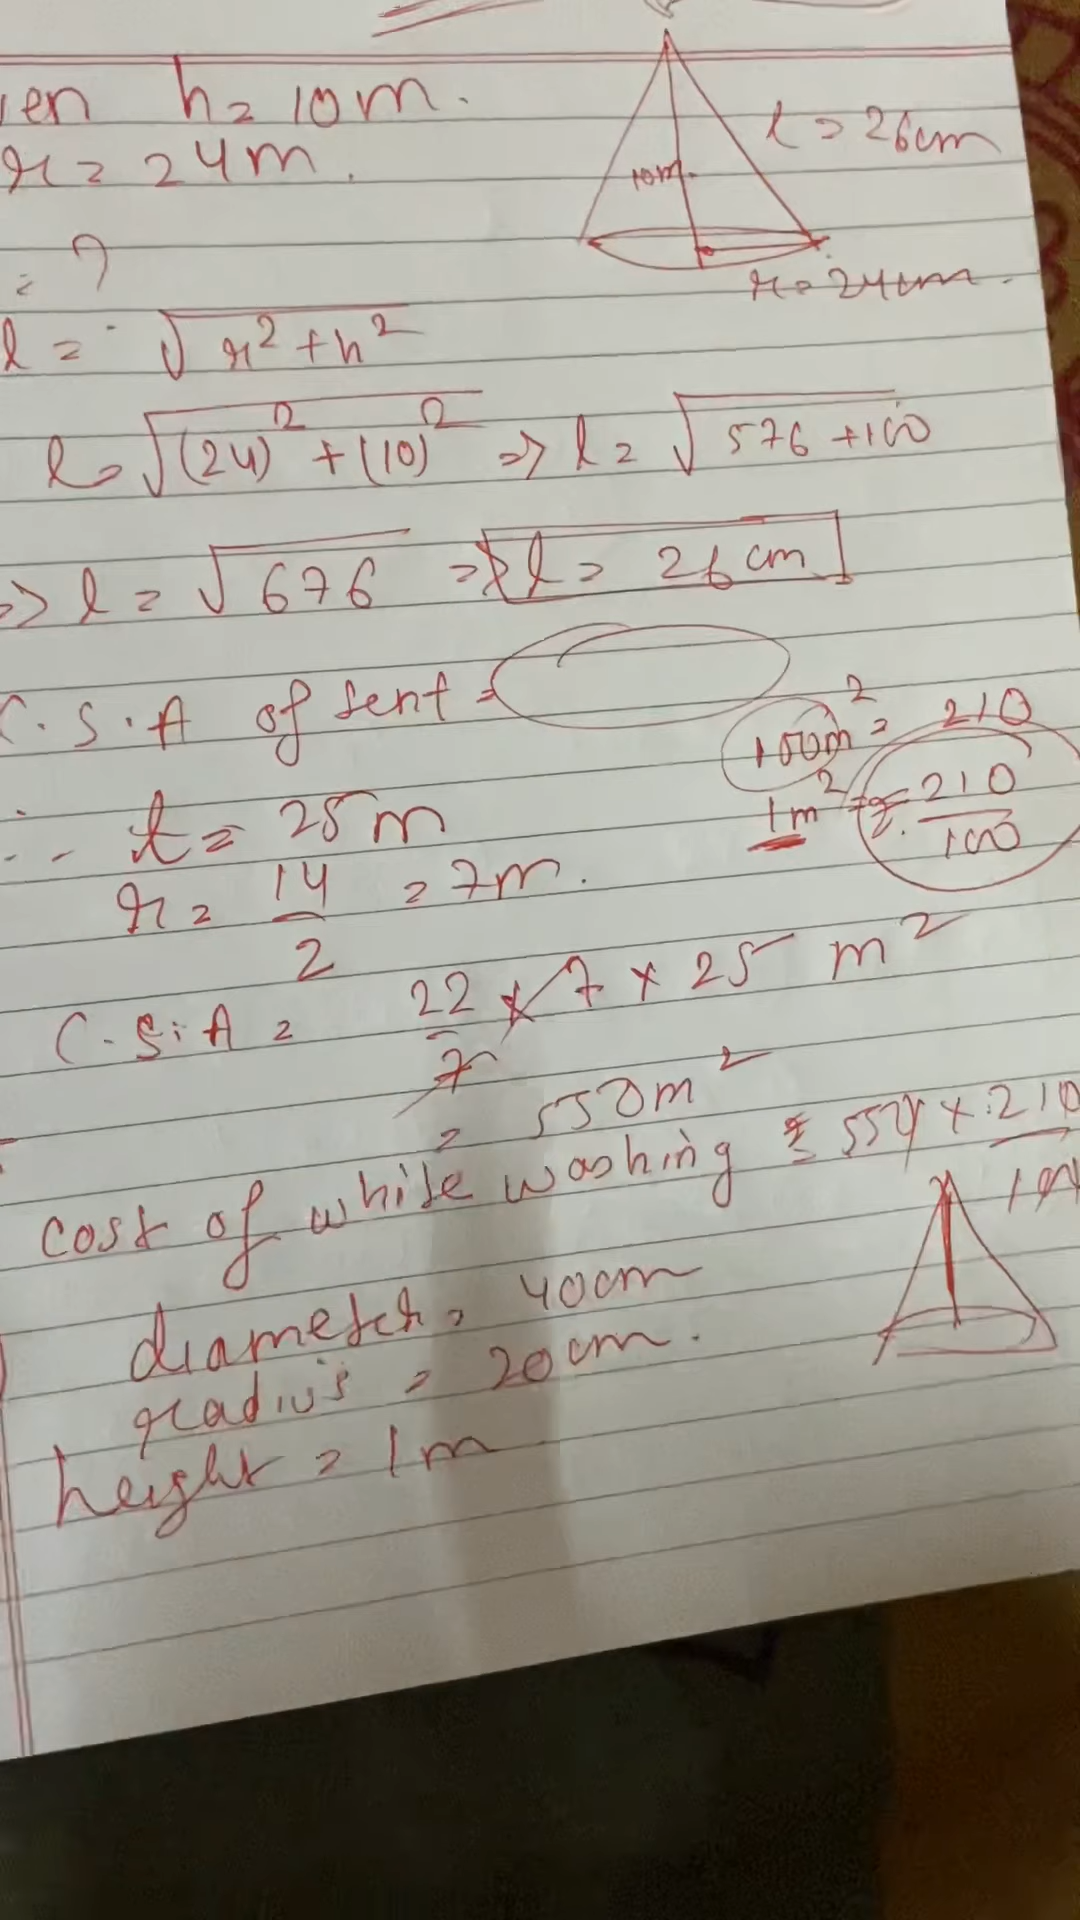 en h = 10m.
r = 24m.
l = 26cm
10m
r = 24cm.
= ?
l = √r² + h²
l = √(24)² + (10)² => l = √576 + 100
=> l = √676 => l = 26 cm
C.S.A of tent =
100m² = 210
1m² = 210/100
∴ l = 25m
r = 14/2 = 7m.
C.S.A = 22/7 × 7 × 25 m²
= 550m²
cost of white washing = 550 × 210
diameter = 40cm
radius = 20cm.
height = 1m